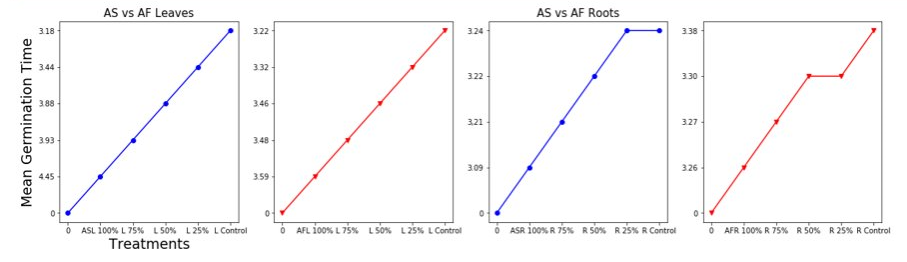 AS vs AF Leaves
Mean Germination Time
3.18
3.44
3.88
3.93
4.45
0
0 ASL 100% L 75% L 50% L 25% L Control
Treatments
3.22
3.32
3.46
3.48
3.59
0
0 AFL 100% L 75% L 50% L 25% L Control
AS vs AF Roots
3.24
3.22
3,21
3.09
0
0 ASR 100% R 75% R 50% R 25% R Control
3.38
3.30
3.27
3.26
0
0 AFR 100% R 75% R 50% R 25% R Control